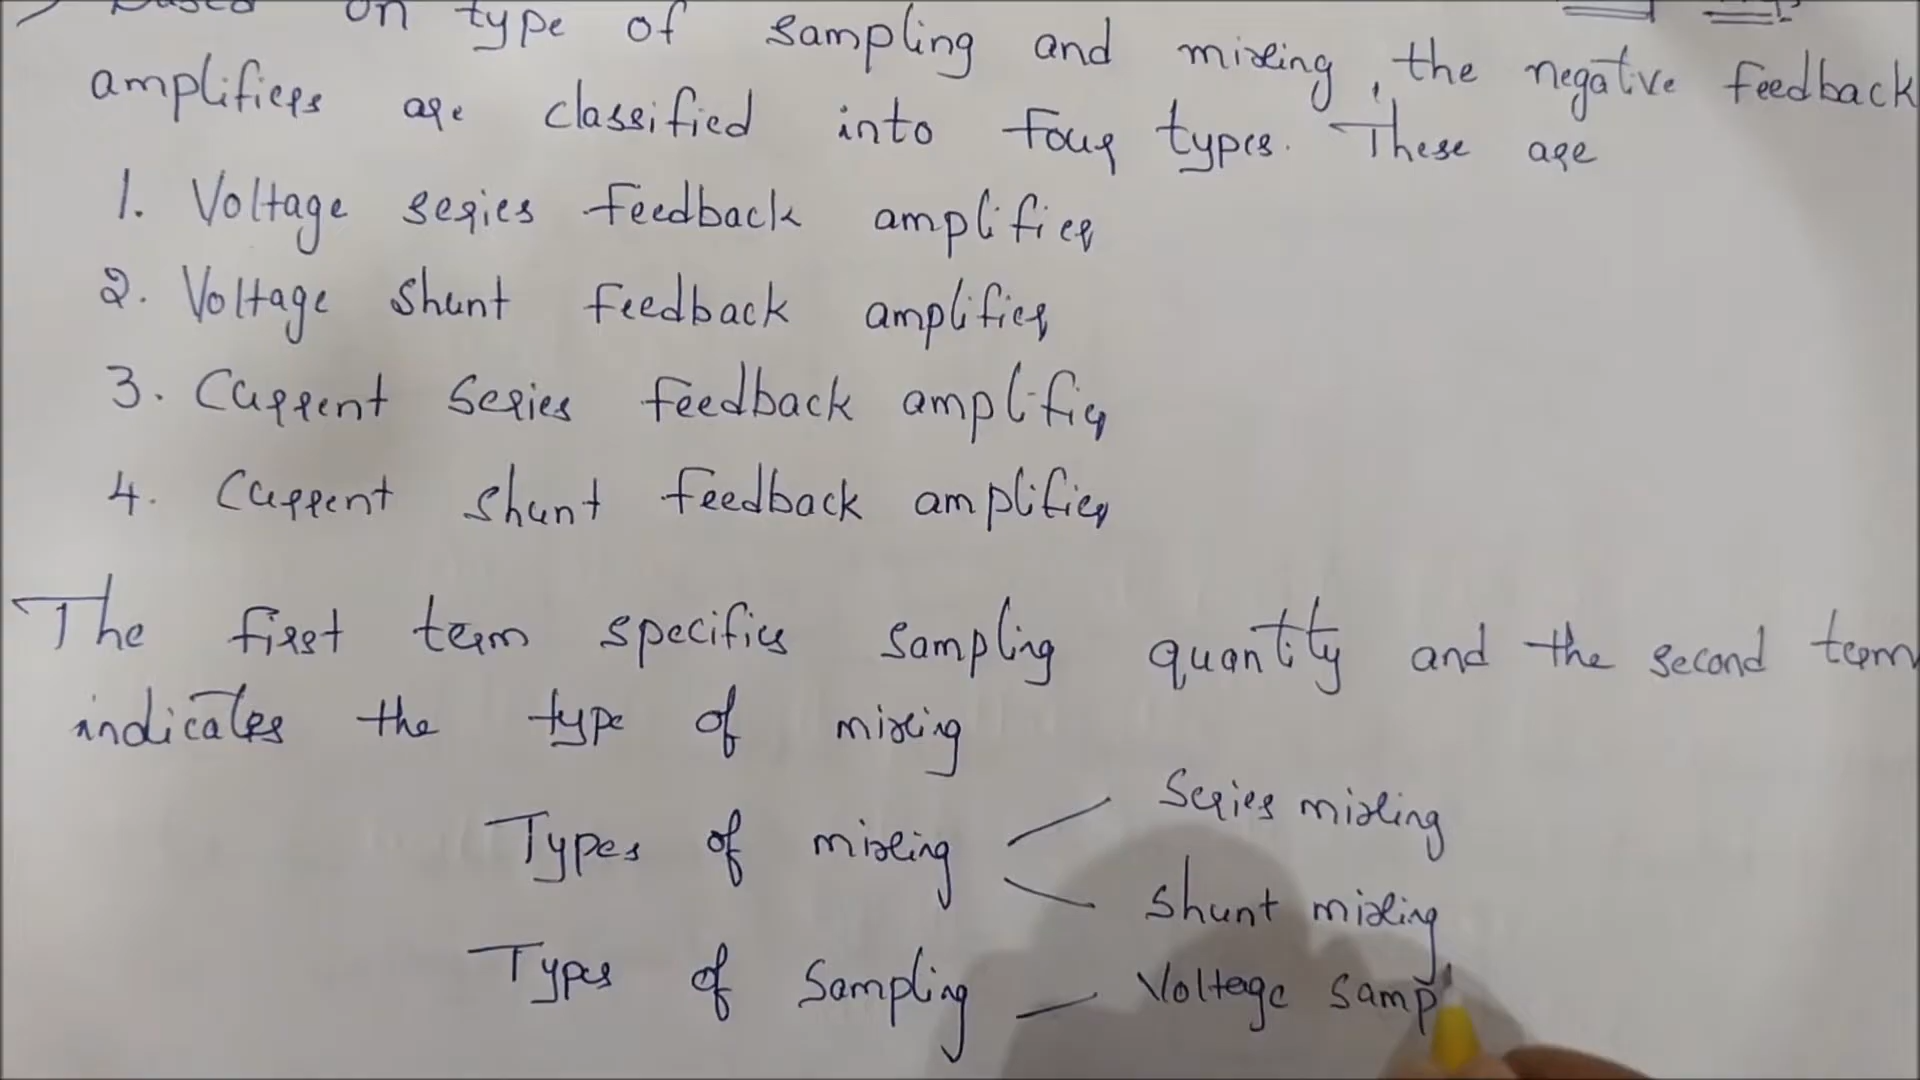 Based on type of sampling and mixing, the negative feedback
amplifiers are classified into four types. These are
1. Voltage series feedback amplifier
2. Voltage shunt feedback amplifier
3. Current series feedback amplifier
4. Current shunt feedback amplifier
The first term specifies sampling quantity and the second term
indicates the type of mixing
Types of mixing
Series mixing
Shunt mixing
Types of Sampling
Voltage samp